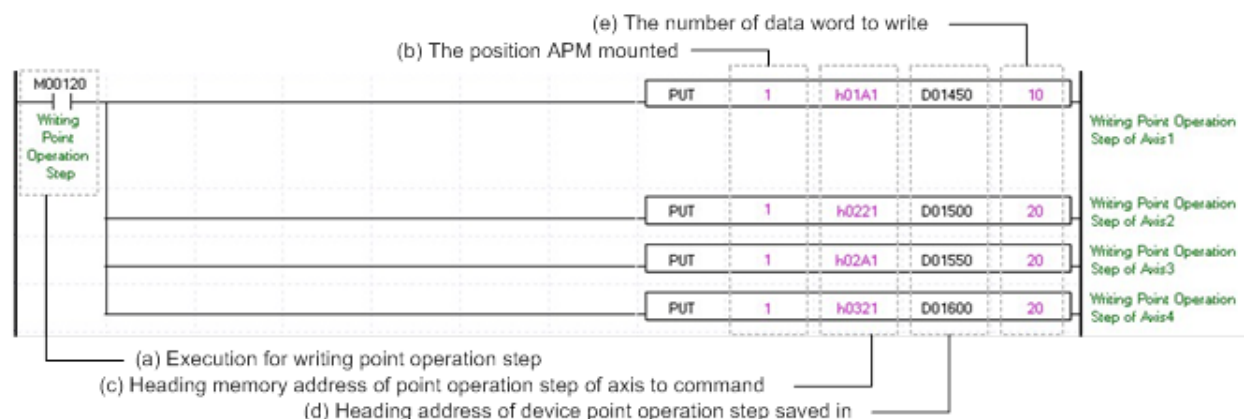 (e) The number of data word to write
(b) The position APM mounted
M00120
Writing
Point
Operation
Step
PUT 1 h01A1 D01450 10
Writing Point Operation
Step of Axis1
PUT 1 h0221 D01500 20
Writing Point Operation
Step of Axis2
PUT 1 h02A1 D01550 20
Writing Point Operation
Step of Axis3
PUT 1 h0321 D01600 20
Writing Point Operation
Step of Axis4
(a) Execution for writing point operation step
(c) Heading memory address of point operation step of axis to command
(d) Heading address of device point operation step saved in